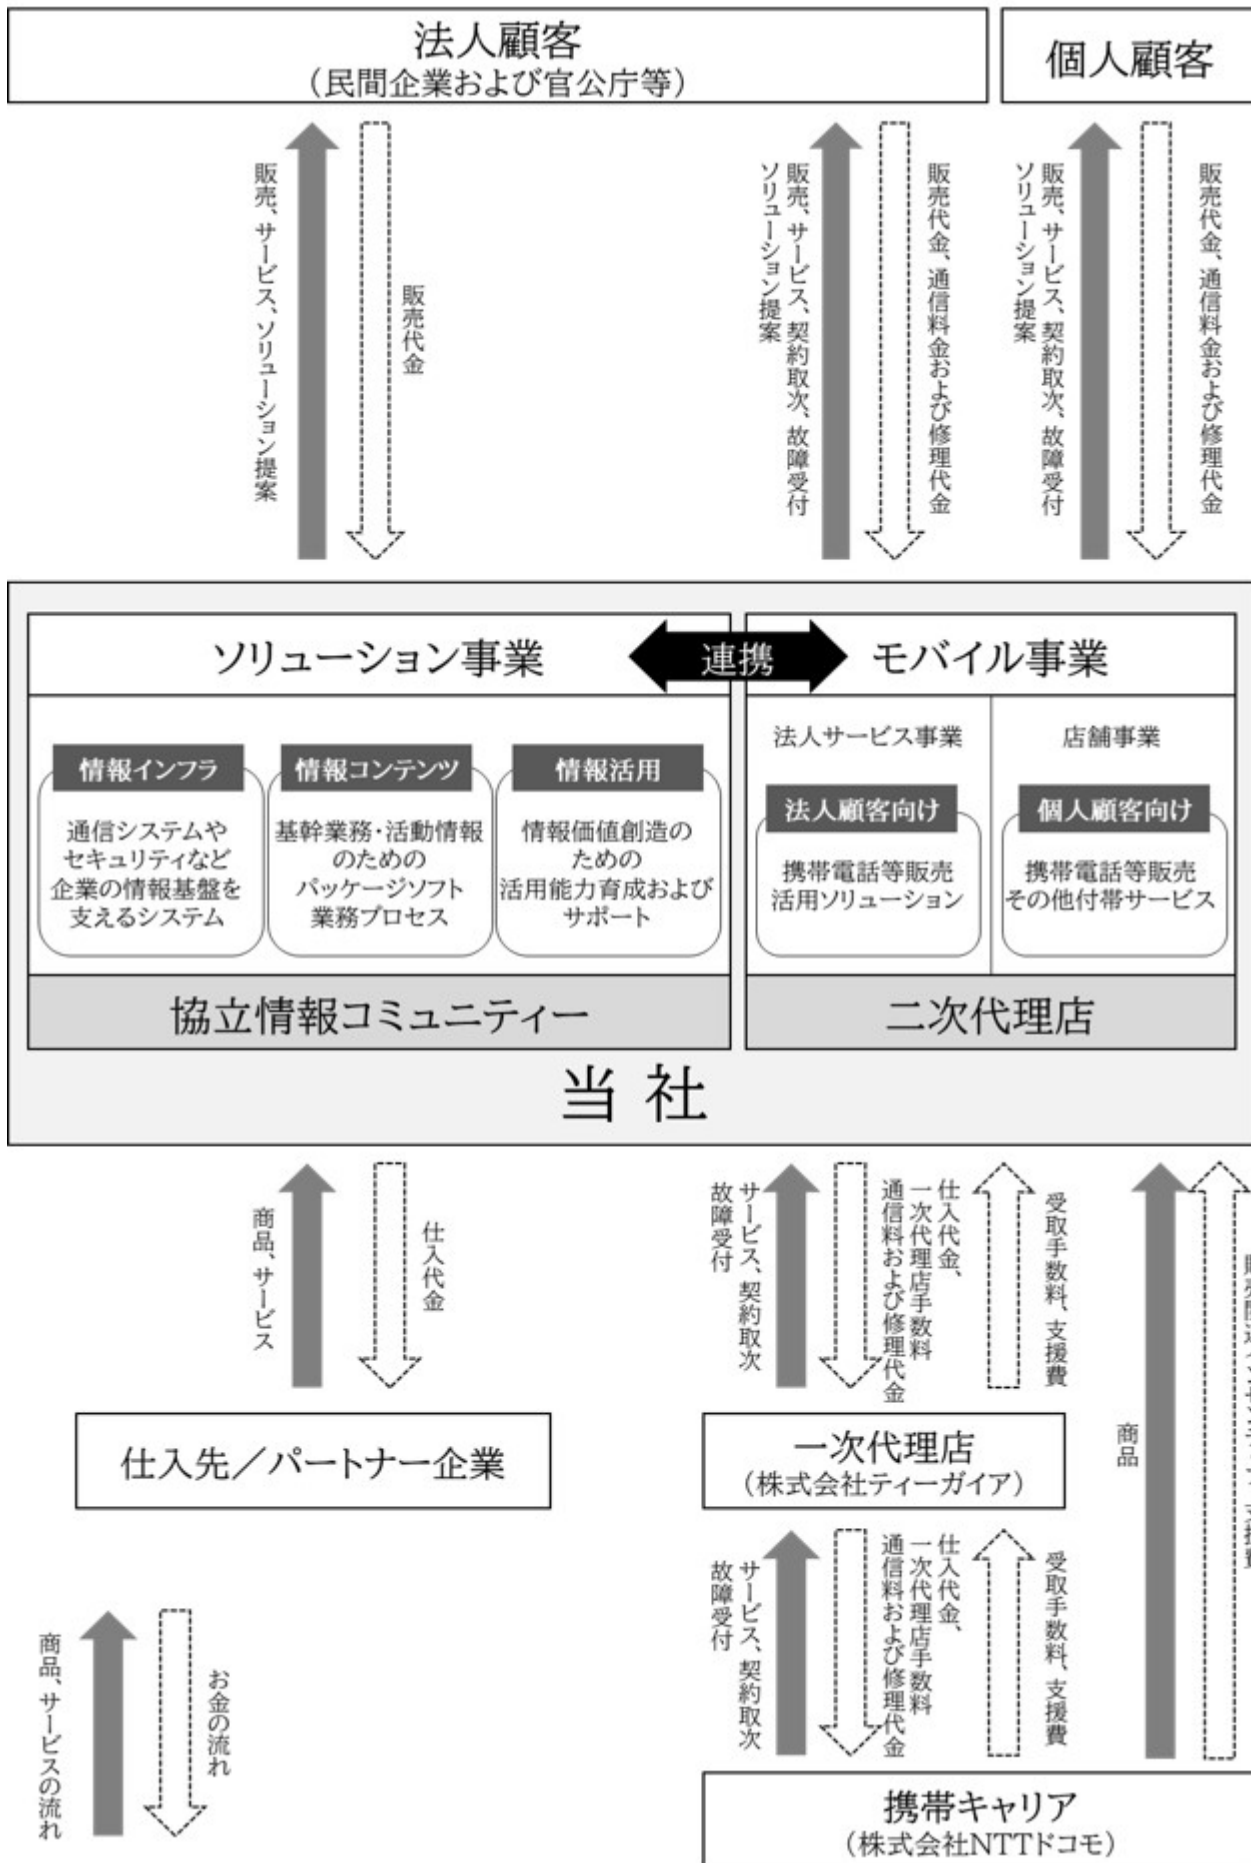 法人顧客
（民間企業および官公庁等）
個人顧客
販売、サービス、ソリューション提案
販売代金
販売、サービス、契約取次、故障受付
ソリューション提案
販売代金、通信料金および修理代金
販売、サービス、契約取次、故障受付
ソリューション提案
販売代金、通信料金および修理代金
ソリューション事業
連携
モバイル事業
情報インフラ
通信システムや
セキュリティなど
企業の情報基盤を
支えるシステム
情報コンテンツ
基幹業務・活動情報
のための
パッケージソフト
業務プロセス
情報活用
情報価値創造の
ための
活用能力育成および
サポート
法人サービス事業
法人顧客向け
携帯電話等販売
活用ソリューション
店舗事業
個人顧客向け
携帯電話等販売
その他付帯サービス
協立情報コミュニティー
二次代理店
当社
商品、サービス
仕入代金
サービス、契約取次
故障受付
仕入代金、
一次代理店手数料
通信料および修理代金
受取手数料、支援費
商品
仕入先／パートナー企業
一次代理店
（株式会社ティーガイア）
サービス、契約取次
故障受付
仕入代金、
一次代理店手数料
通信料および修理代金
受取手数料、支援費
商品、サービスの流れ
お金の流れ
携帯キャリア
（株式会社NTTドコモ）